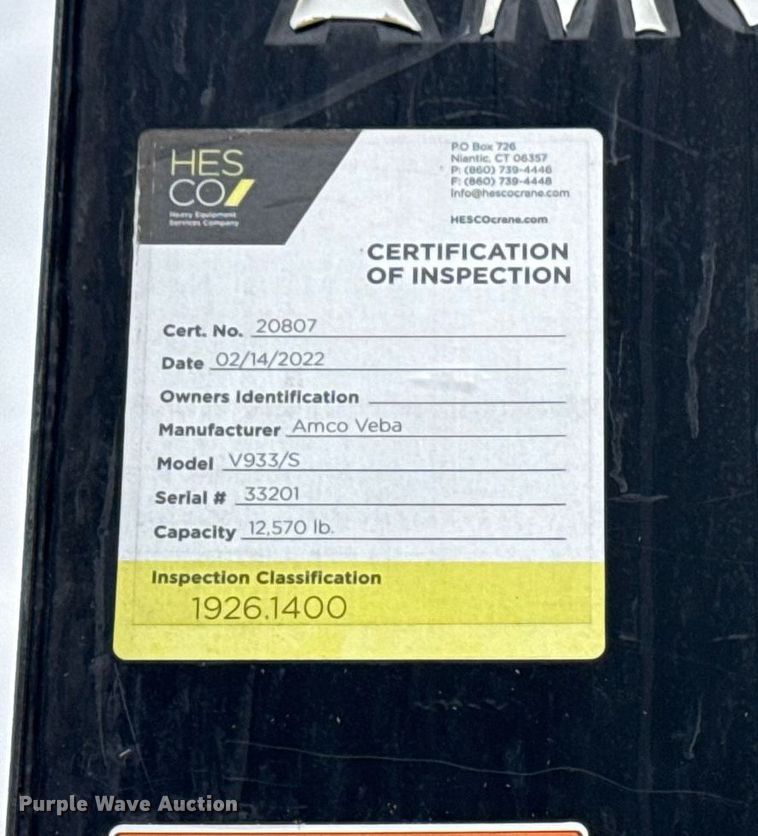 AM
HES
CO
Heavy Equipment
Services Company
P.O Box 726
Niantic, CT 06357
P: (860) 739-4446
F: (860) 739-4448
Info@hescocrane.com
HESCOcrane.com
CERTIFICATION
OF INSPECTION
Cert. No. 20807
Date 02/14/2022
Owners Identification
Manufacturer Amco Veba
Model V933/S
Serial # 33201
Capacity 12,570 lb.
Inspection Classification
1926.1400
Purple Wave Auction